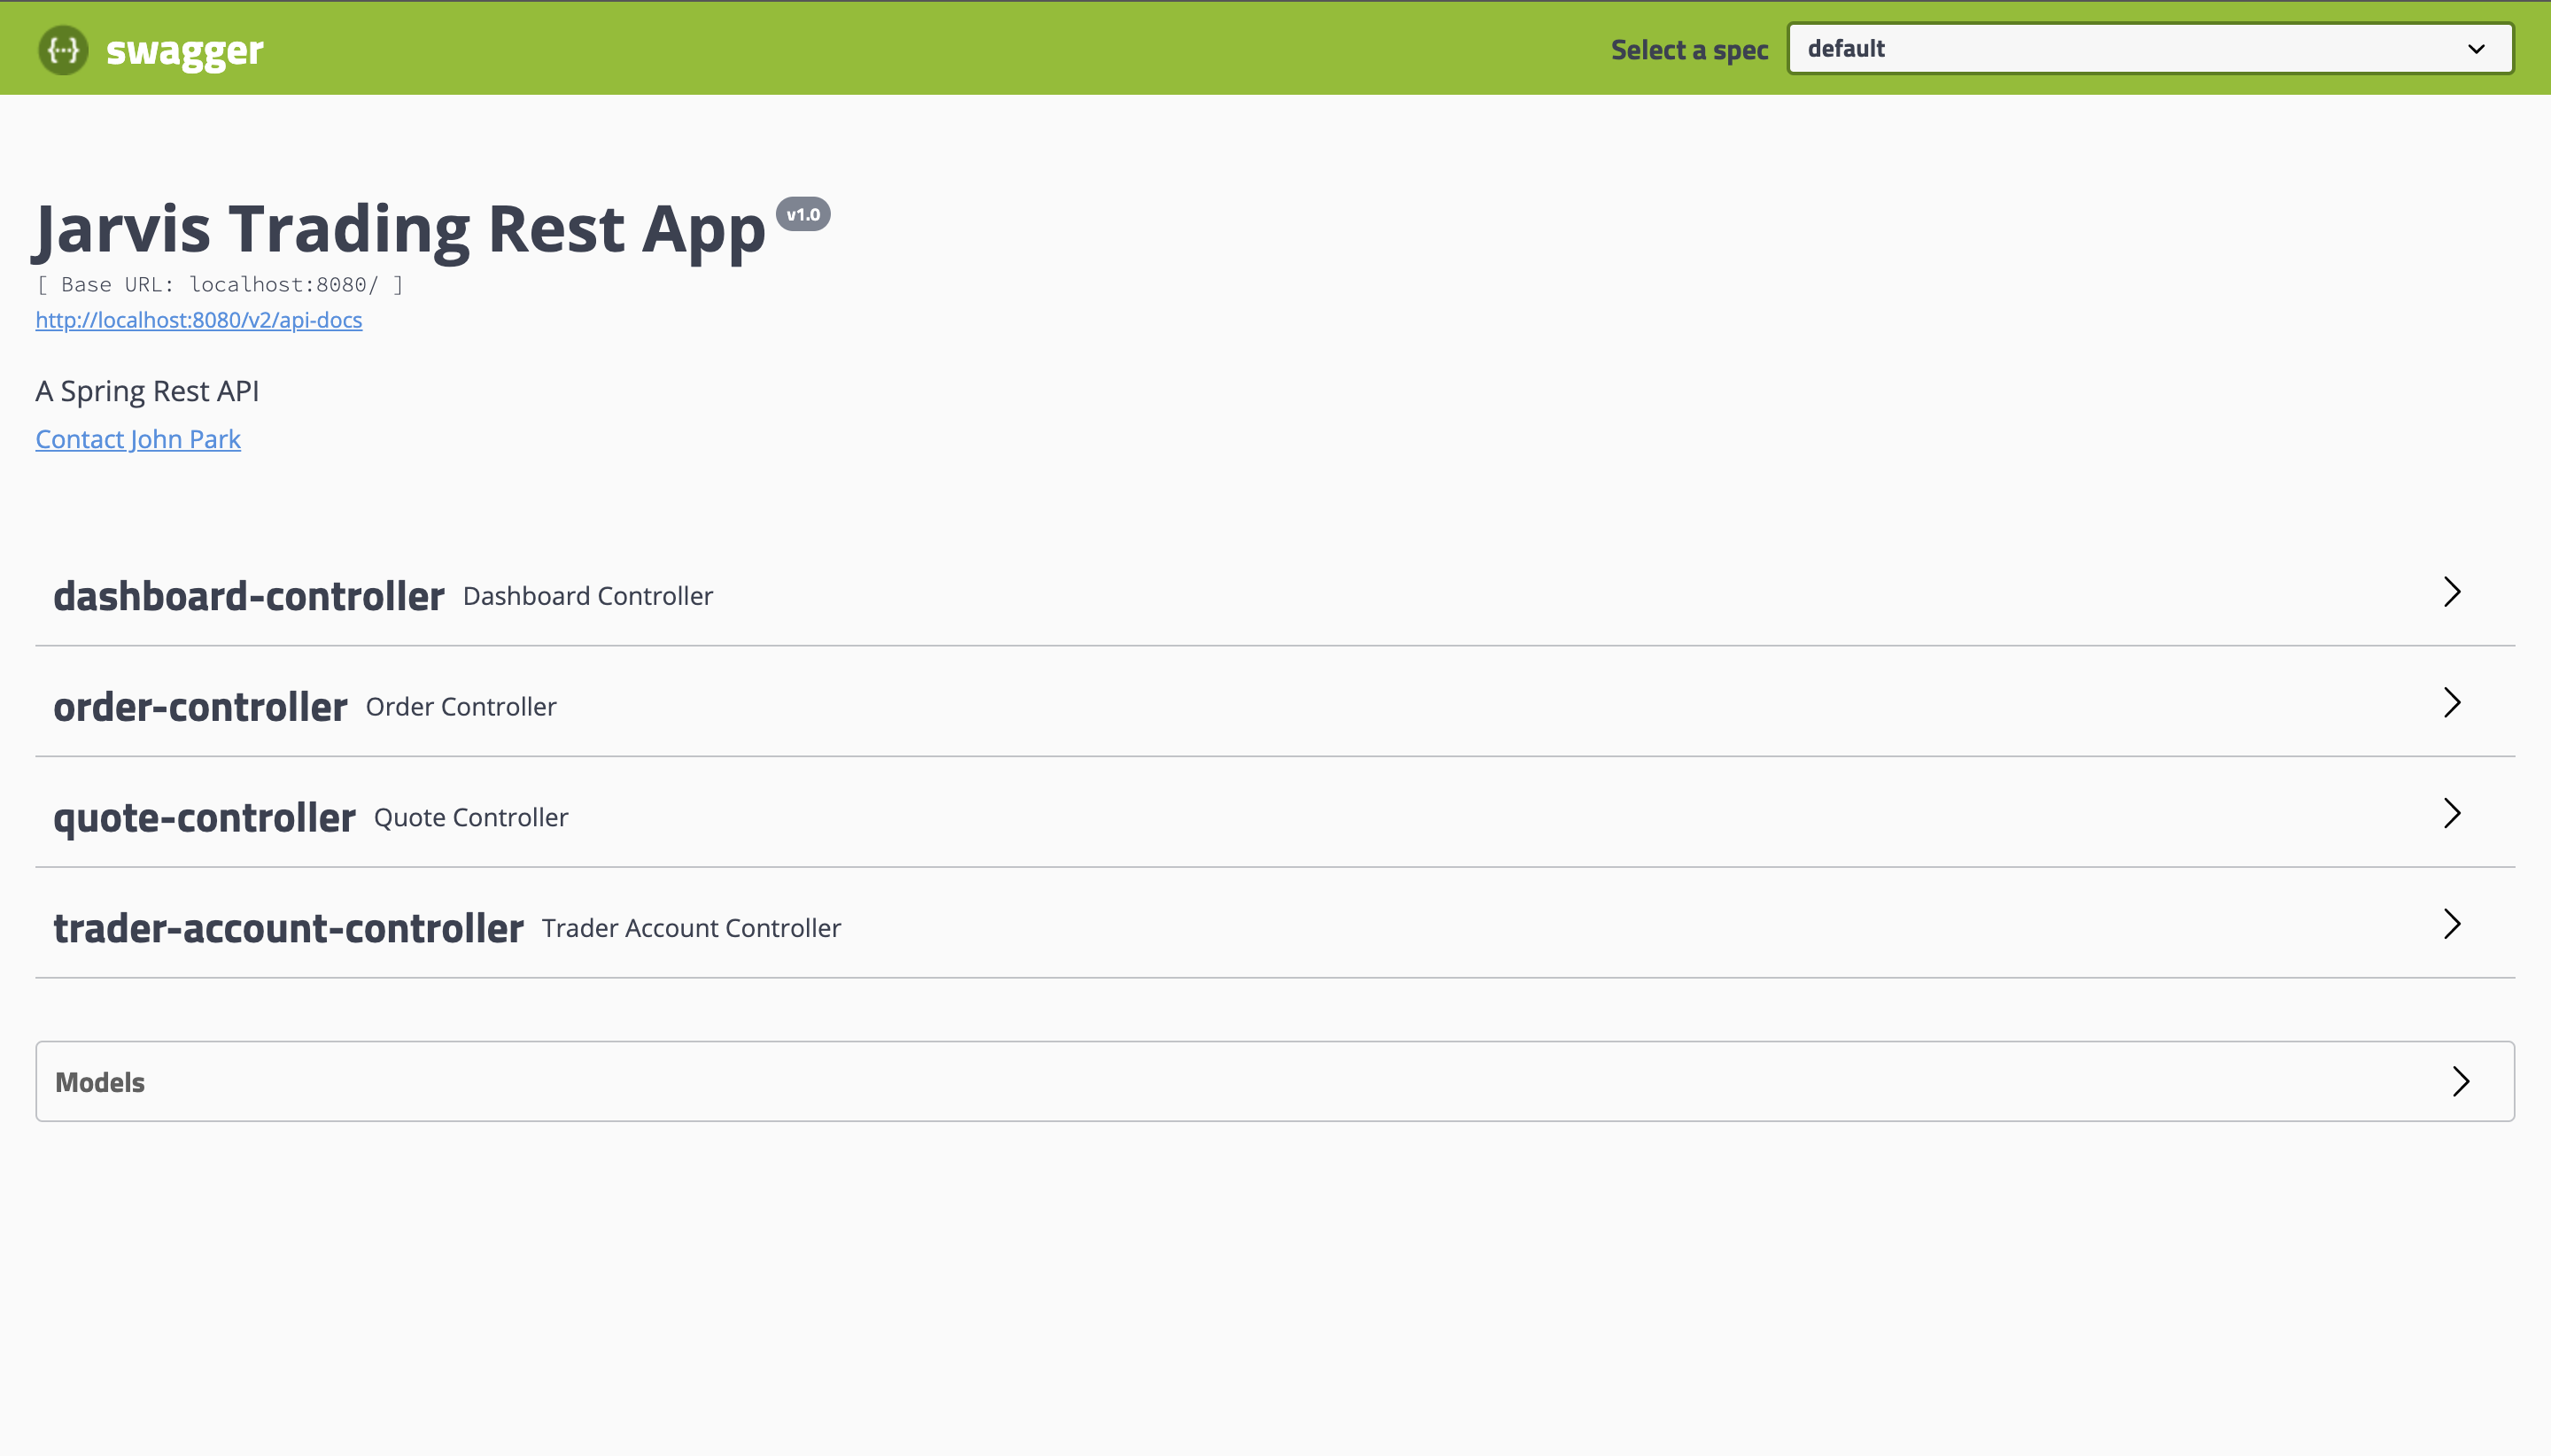 {...} swagger
Select a spec
default
Jarvis Trading Rest App v1.0
[ Base URL: localhost:8080/ ]
http://localhost:8080/v2/api-docs
A Spring Rest API
Contact John Park
dashboard-controller Dashboard Controller
order-controller Order Controller
quote-controller Quote Controller
trader-account-controller Trader Account Controller
Models